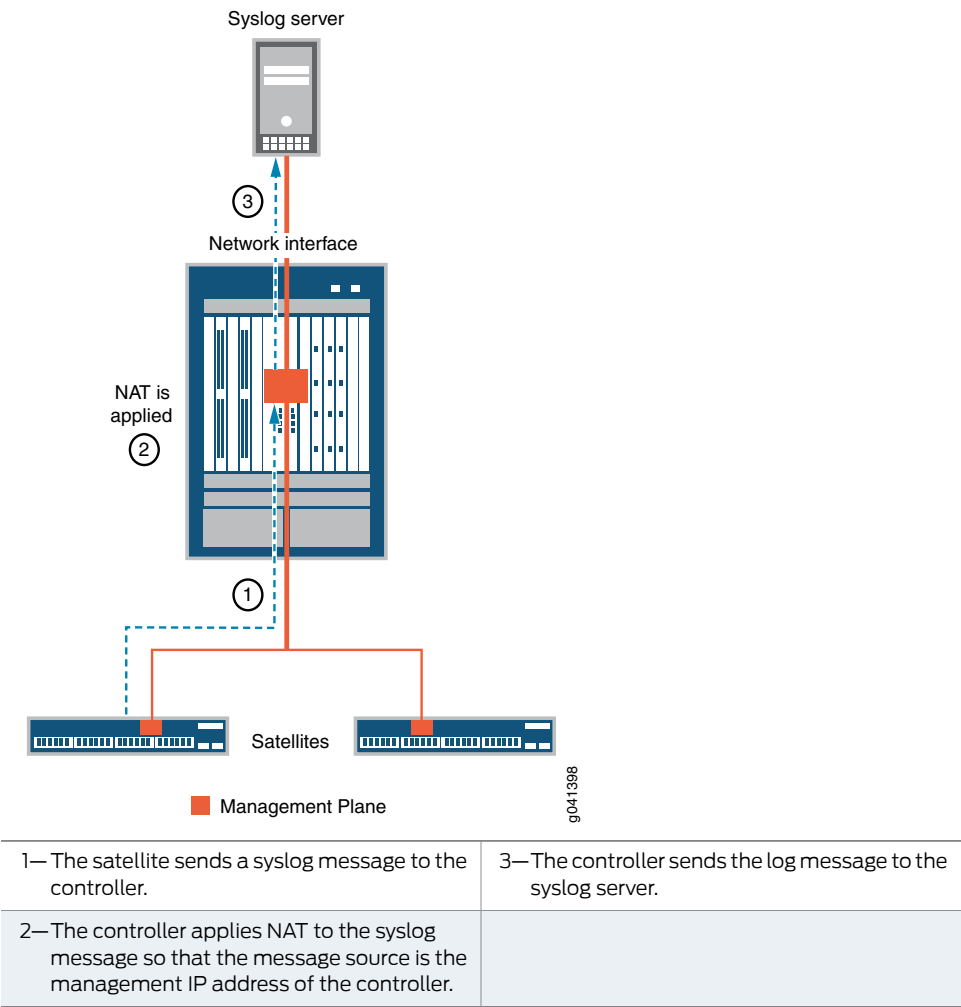 Syslog server
3
Network interface
NAT is
applied
2
1
Satellites
Management Plane
g041398
1—The satellite sends a syslog message to the
controller.
3—The controller sends the log message to the
syslog server.
2—The controller applies NAT to the syslog
message so that the message source is the
management IP address of the controller.